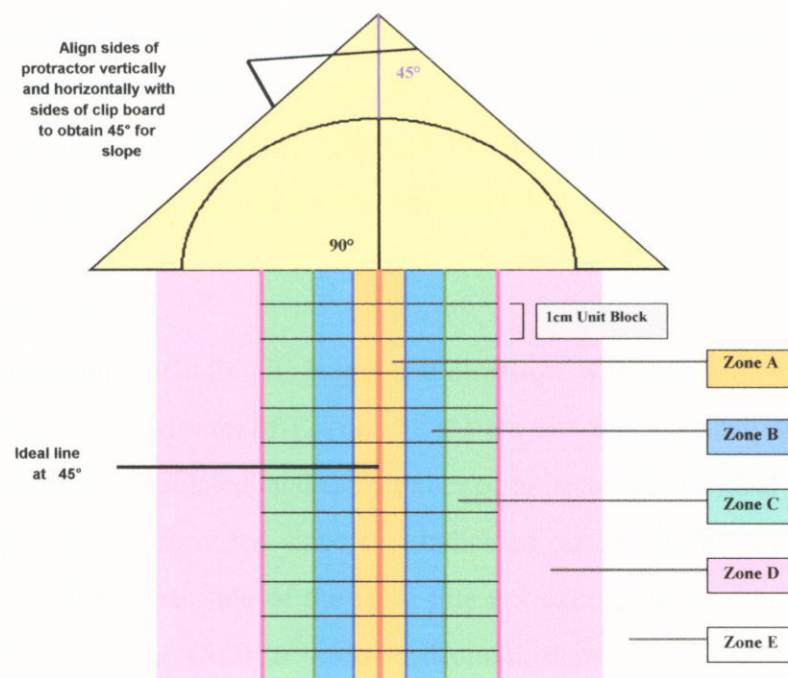 Align sides of
protractor vertically
and horizontally with
sides of clip board
to obtain 45° for
slope
45°
90°
1cm Unit Block
Zone A
Zone B
Ideal line
at 45°
Zone C
Zone D
Zone E